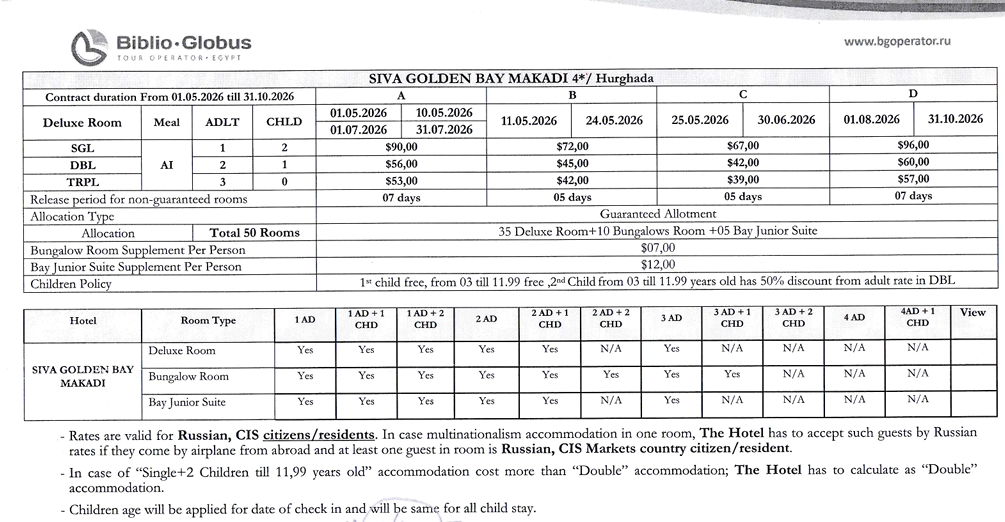 Biblio·Globus
TOUR OPERATOR · EGYPT
www.bgoperator.ru
SIVA GOLDEN BAY MAKADI 4*/ Hurghada
Contract duration From 01.05.2026 till 31.10.2026 A B C D
Deluxe Room Meal ADLT CHLD 01.05.2026 10.05.2026 11.05.2026 24.05.2026 25.05.2026 30.06.2026 01.08.2026 31.10.2026
01.07.2026 31.07.2026
SGL AI 1 2 $90,00 $72,00 $67,00 $96,00
DBL 2 1 $56,00 $45,00 $42,00 $60,00
TRPL 3 0 $53,00 $42,00 $39,00 $57,00
Release period for non-guaranteed rooms 07 days 05 days 05 days 07 days
Allocation Type Guaranteed Allotment
Allocation Total 50 Rooms 35 Deluxe Room+10 Bungalows Room +05 Bay Junior Suite
Bungalow Room Supplement Per Person $07,00
Bay Junior Suite Supplement Per Person $12,00
Children Policy 1st child free, from 03 till 11.99 free ,2nd Child from 03 till 11.99 years old has 50% discount from adult rate in DBL
Hotel Room Type 1 AD 1 AD + 1 CHD 1 AD + 2 CHD 2 AD 2 AD + 1 CHD 2 AD + 2 CHD 3 AD 3 AD + 1 CHD 3 AD + 2 CHD 4 AD 4AD + 1 CHD View
SIVA GOLDEN BAY MAKADI
Deluxe Room Yes Yes Yes Yes Yes N/A Yes N/A N/A N/A N/A
Bungalow Room Yes Yes Yes Yes Yes Yes Yes Yes N/A N/A N/A
Bay Junior Suite Yes Yes Yes Yes Yes N/A Yes N/A N/A N/A N/A
- Rates are valid for Russian, CIS citizens/residents. In case multinationalism accommodation in one room, The Hotel has to accept such guests by Russian
rates if they come by airplane from abroad and at least one guest in room is Russian, CIS Markets country citizen/resident.
- In case of “Single+2 Children till 11,99 years old” accommodation cost more than “Double” accommodation; The Hotel has to calculate as “Double”
accommodation.
- Children age will be applied for date of check in and will be same for all child stay.